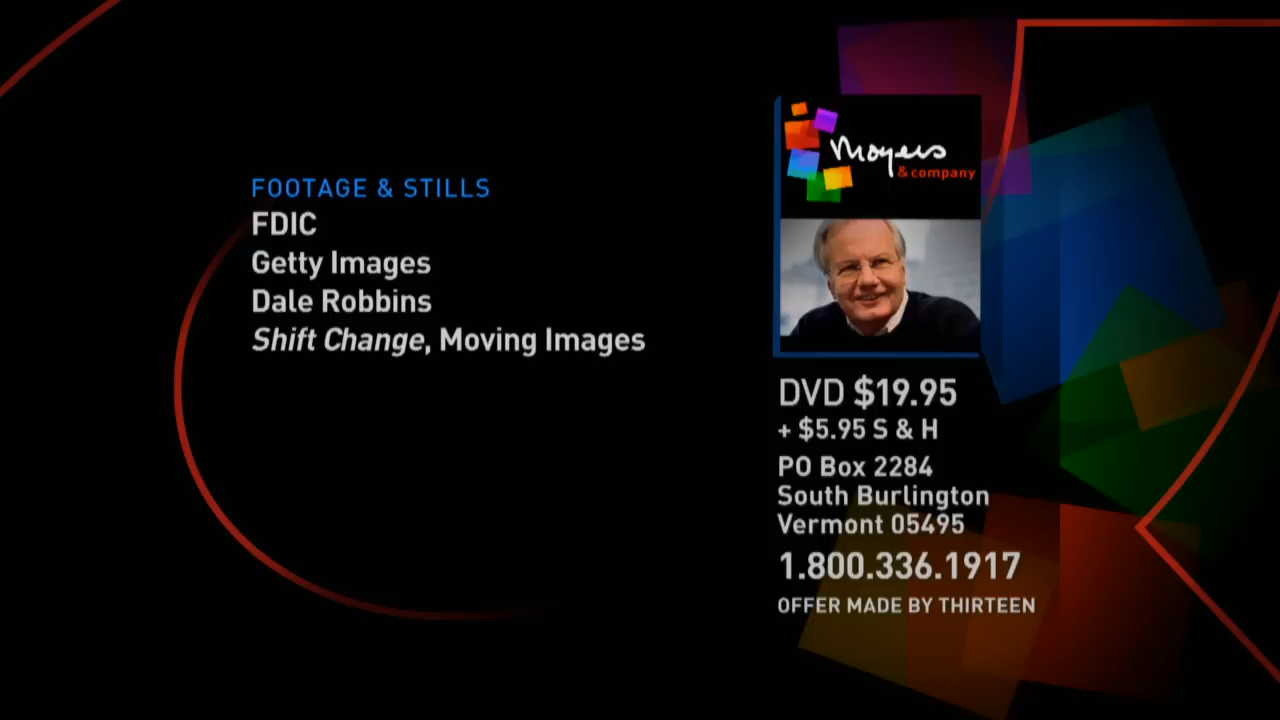 FOOTAGE & STILLS
FDIC
Getty Images
Dale Robbins
Shift Change, Moving Images
Moyers
& company
DVD $19.95
+ $5.95 S & H
PO Box 2284
South Burlington
Vermont 05495
1.800.336.1917
OFFER MADE BY THIRTEEN